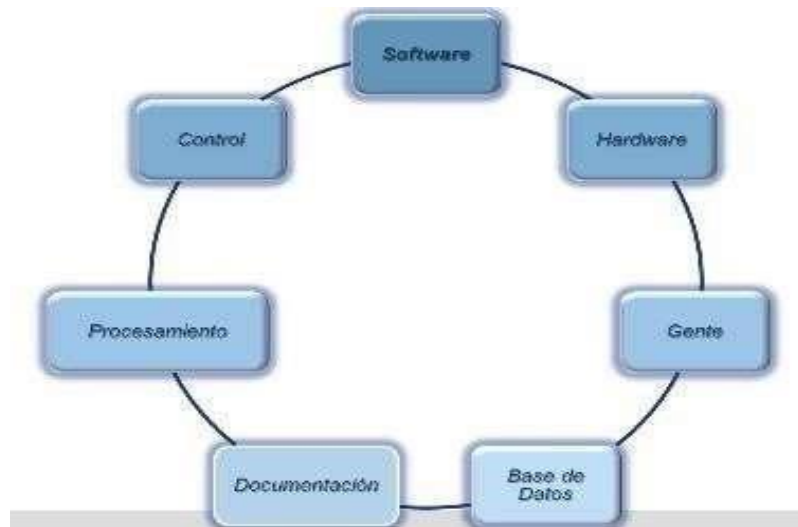 Software
Control
Hardware
Procesamiento
Gente
Documentación
Base de
Datos